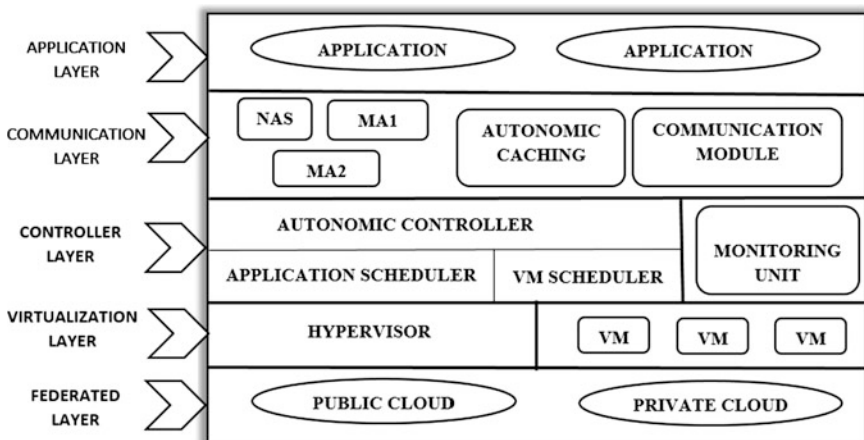 APPLICATION
LAYER
APPLICATION
APPLICATION
COMMUNICATION
LAYER
NAS
MA1
MA2
AUTONOMIC
CACHING
COMMUNICATION
MODULE
CONTROLLER
LAYER
AUTONOMIC CONTROLLER
APPLICATION SCHEDULER
VM SCHEDULER
MONITORING
UNIT
VIRTUALIZATION
LAYER
HYPERVISOR
VM
VM
VM
FEDERATED
LAYER
PUBLIC CLOUD
PRIVATE CLOUD